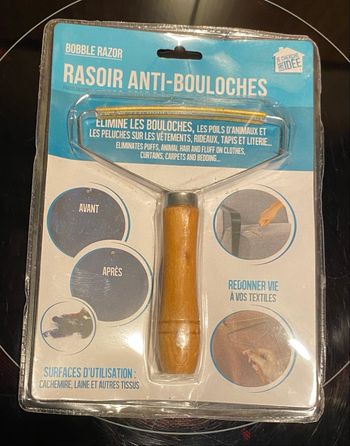 BOBBLE RAZOR
RASOIR ANTI-BOULOCHES
IDÉE
ÉLIMINE LES BOULOCHES, LES POILS D'ANIMAUX ET
LES PELUCHES SUR LES VÊTEMENTS, RIDEAUX, TAPIS ET LITERIE...
ELIMINATES PUFFS, ANIMAL HAIR AND FLUFF ON CLOTHES,
CURTAINS, CARPETS AND BEDDING...
AVANT
APRÈS
REDONNER VIE
À VOS TEXTILES
SURFACES D'UTILISATION :
CACHEMIRE, LAINE ET AUTRES TISSUS